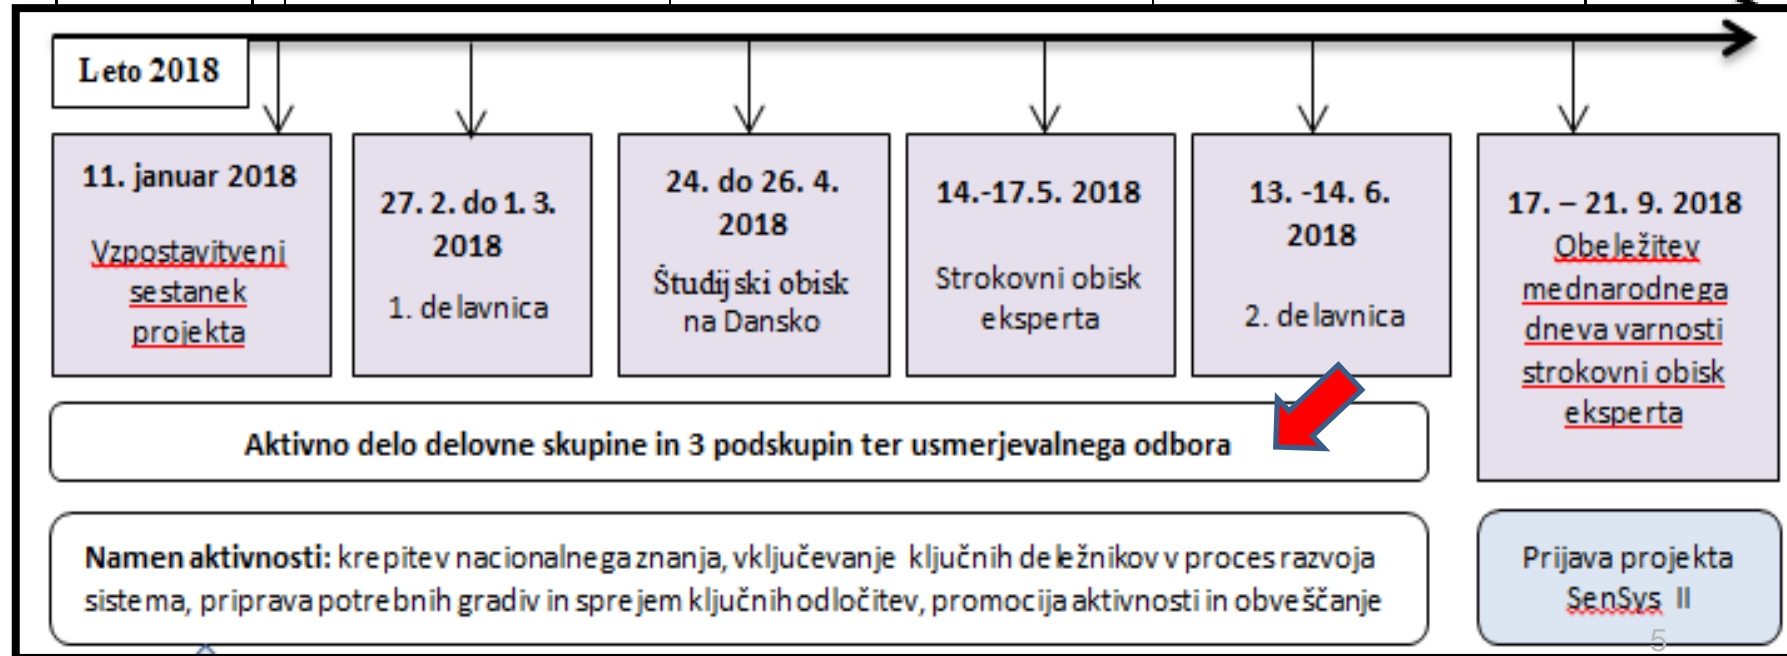 Leto 2018
11. januar 2018
Vzpostavitveni
sestanek
projekta
27. 2. do 1. 3.
2018
1. delavnica
24. do 26. 4.
2018
Študijski obisk
na Dansko
14.-17.5. 2018
Strokovni obisk
eksperta
13. -14. 6.
2018
2. delavnica
17. – 21. 9. 2018
Obeležitev
mednarodnega
dneva varnosti
strokovni obisk
eksperta
Aktivno delo delovne skupine in 3 podskupin ter usmerjevalnega odbora
Namen aktivnosti: krepitev nacionalnega znanja, vključevanje ključnih deležnikov v proces razvoja
sistema, priprava potrebnih gradiv in sprejem ključnih odločitev, promocija aktivnosti in obveščanje
Prijava projekta
SenSys II
5